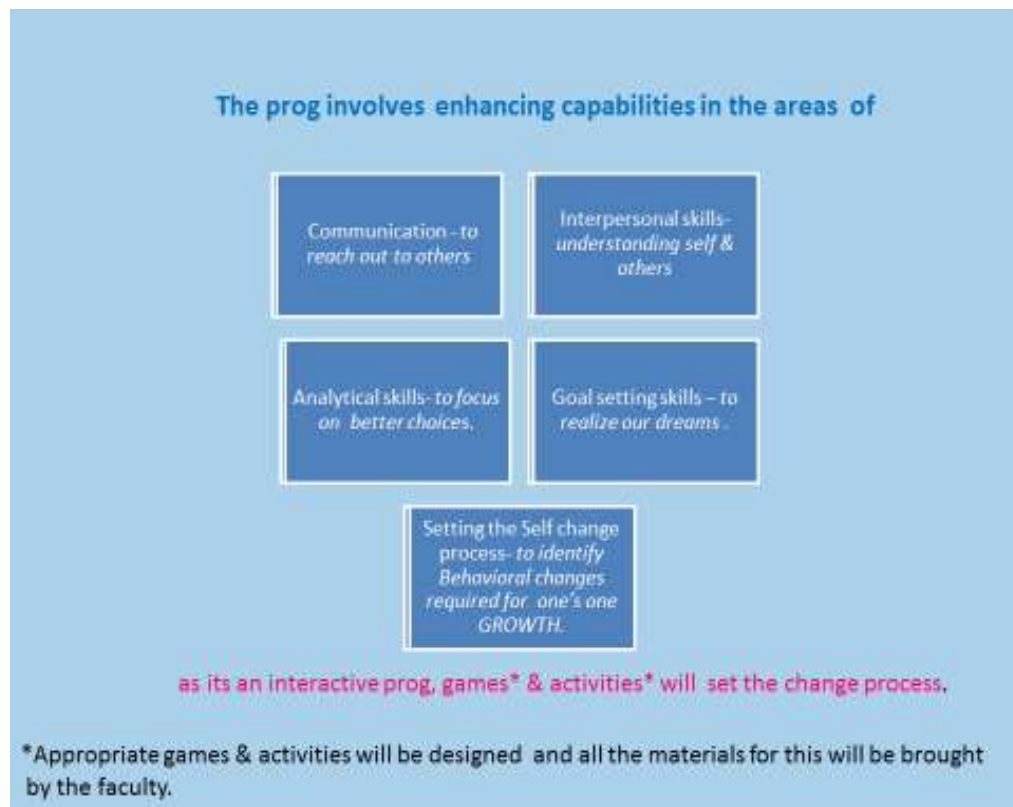 The prog involves enhancing capabilities in the areas of
Communication - to
reach out to others
Interpersonal skills-
understanding self &
others
Analytical skills- to focus
on better choices,
Goal setting skills – to
realize our dreams .
Setting the Self change
process- to identify
Behavioral changes
required for one's one
GROWTH.
as its an interactive prog, games* & activities* will set the change process.
*Appropriate games & activities will be designed and all the materials for this will be brought
by the faculty.